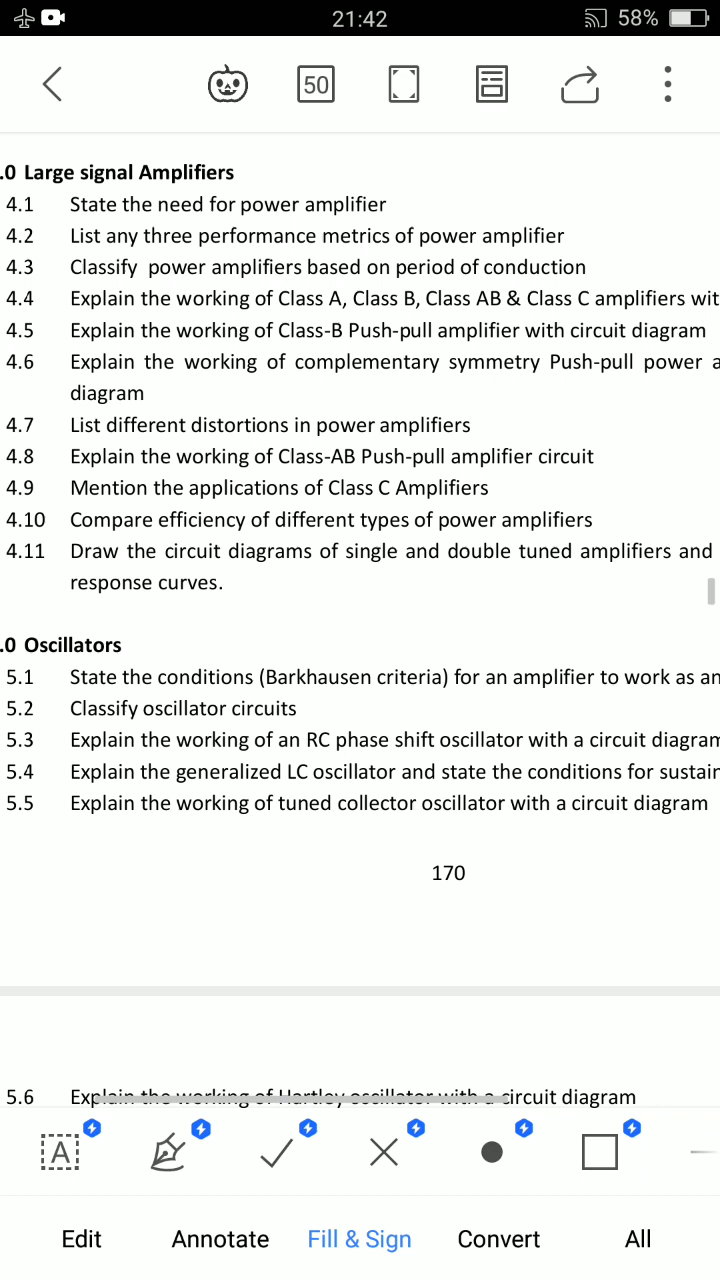 21:42
58%
50
.0 Large signal Amplifiers
4.1 State the need for power amplifier
4.2 List any three performance metrics of power amplifier
4.3 Classify power amplifiers based on period of conduction
4.4 Explain the working of Class A, Class B, Class AB & Class C amplifiers wit
4.5 Explain the working of Class-B Push-pull amplifier with circuit diagram
4.6 Explain the working of complementary symmetry Push-pull power a
diagram
4.7 List different distortions in power amplifiers
4.8 Explain the working of Class-AB Push-pull amplifier circuit
4.9 Mention the applications of Class C Amplifiers
4.10 Compare efficiency of different types of power amplifiers
4.11 Draw the circuit diagrams of single and double tuned amplifiers and
response curves.
.0 Oscillators
5.1 State the conditions (Barkhausen criteria) for an amplifier to work as an
5.2 Classify oscillator circuits
5.3 Explain the working of an RC phase shift oscillator with a circuit diagram
5.4 Explain the generalized LC oscillator and state the conditions for sustain
5.5 Explain the working of tuned collector oscillator with a circuit diagram
170
5.6 Explain the working of Hartley oscillator with a circuit diagram
A
Edit Annotate Fill & Sign Convert All